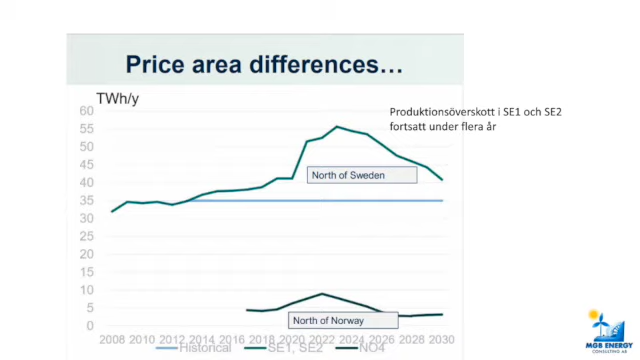 Price area differences…
TWh/y
Produktionsöverskott i SE1 och SE2
fortsatt under flera år
60
55
50
45
40
35
30
25
20
15
10
5
0
North of Sweden
North of Norway
2008 2010 2012 2014 2016 2018 2020 2022 2024 2026 2028 2030
Historical SE1, SE2 NO4
MGB ENERGY
CONSULTING AB